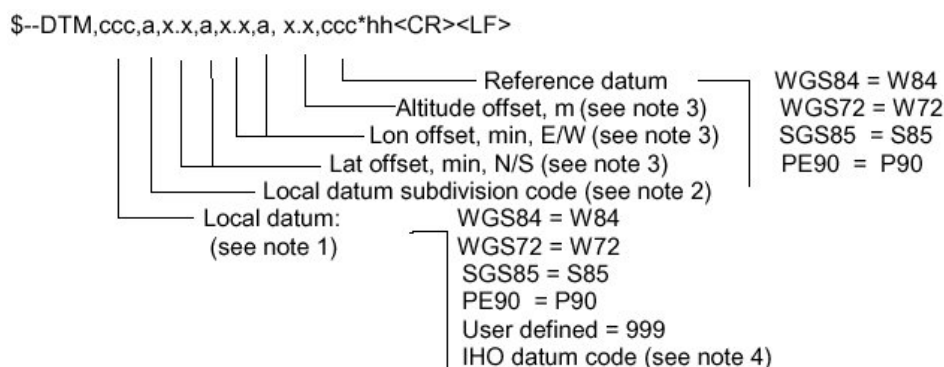 $--DTM,ccc,a,x.x,a,x.x,a, x.x,ccc*hh<CR><LF>
Reference datum
WGS84 = W84
Altitude offset, m (see note 3)
WGS72 = W72
Lon offset, min, E/W (see note 3)
SGS85 = S85
Lat offset, min, N/S (see note 3)
PE90 = P90
Local datum subdivision code (see note 2)
Local datum:
WGS84 = W84
(see note 1)
WGS72 = W72
SGS85 = S85
PE90 = P90
User defined = 999
IHO datum code (see note 4)